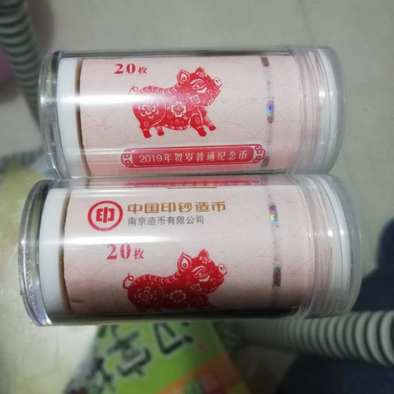 20枚
2019年贺岁普通纪念币
印
中国印钞造币
南京造币有限公司
20枚